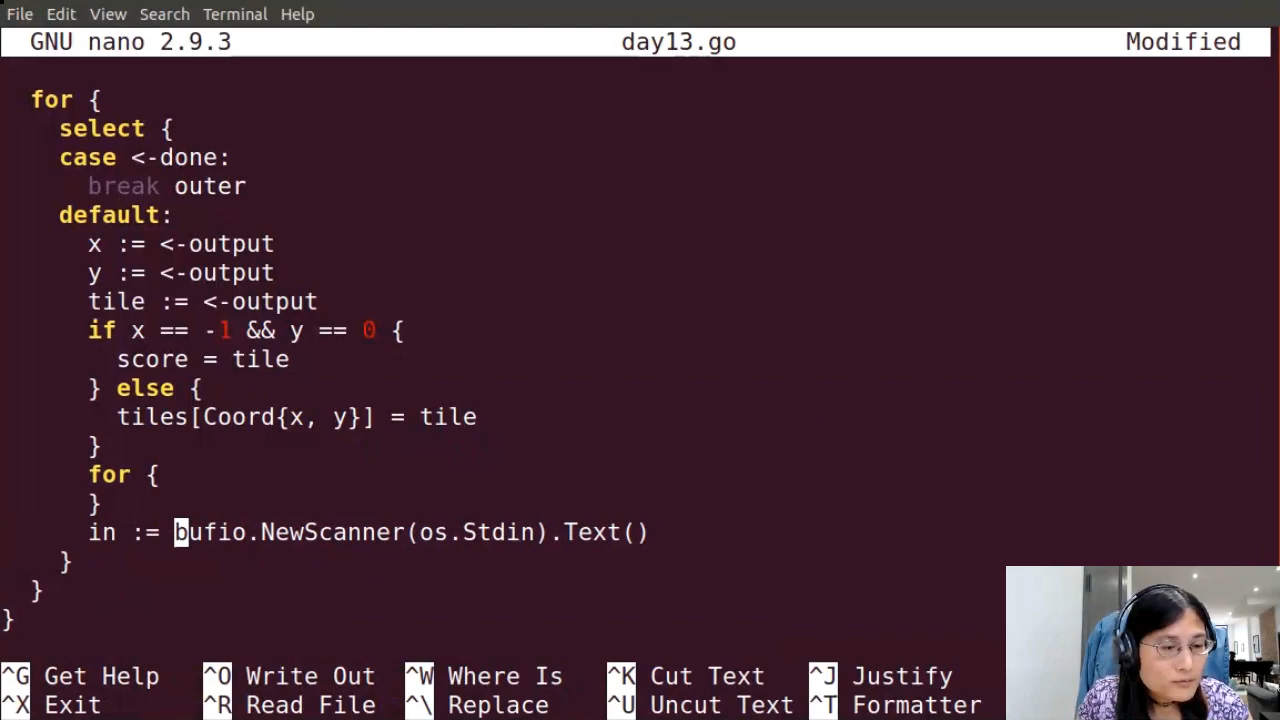 File Edit View Search Terminal Help
GNU nano 2.9.3 day13.go Modified
for {
select {
case <-done:
break outer
default:
x := <-output
y := <-output
tile := <-output
if x == -1 && y == 0 {
score = tile
} else {
tiles[Coord{x, y}] = tile
}
for {
}
in := bufio.NewScanner(os.Stdin).Text()
}
}
}
^G Get Help ^O Write Out ^W Where Is ^K Cut Text ^J Justify
^X Exit ^R Read File ^\ Replace ^U Uncut Text ^T Formatter